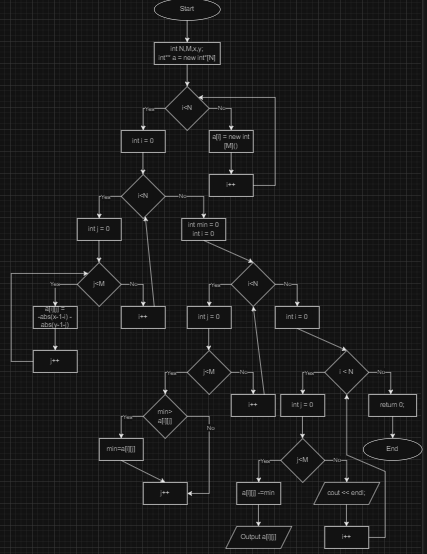 Start
int N,M,x,y;
int** a = new int*[N]
i<N
Yes
No
int i = 0
a[i] = new int
[M]()
i++
i<N
Yes
No
int j = 0
int min = 0
int i = 0
j<M
Yes
No
i<N
Yes
No
a[i][j] =
-abs(x-1-i) -
abs(y-1-i)
i++
int j = 0
int i = 0
j++
j<M
Yes
No
i < N
Yes
No
min>
a[i][j]
Yes
No
i++
int j = 0
return 0;
min=a[i][j]
j<M
Yes
No
End
j++
a[i][j] -=min
cout << endl;
Output a[i][j]
i++